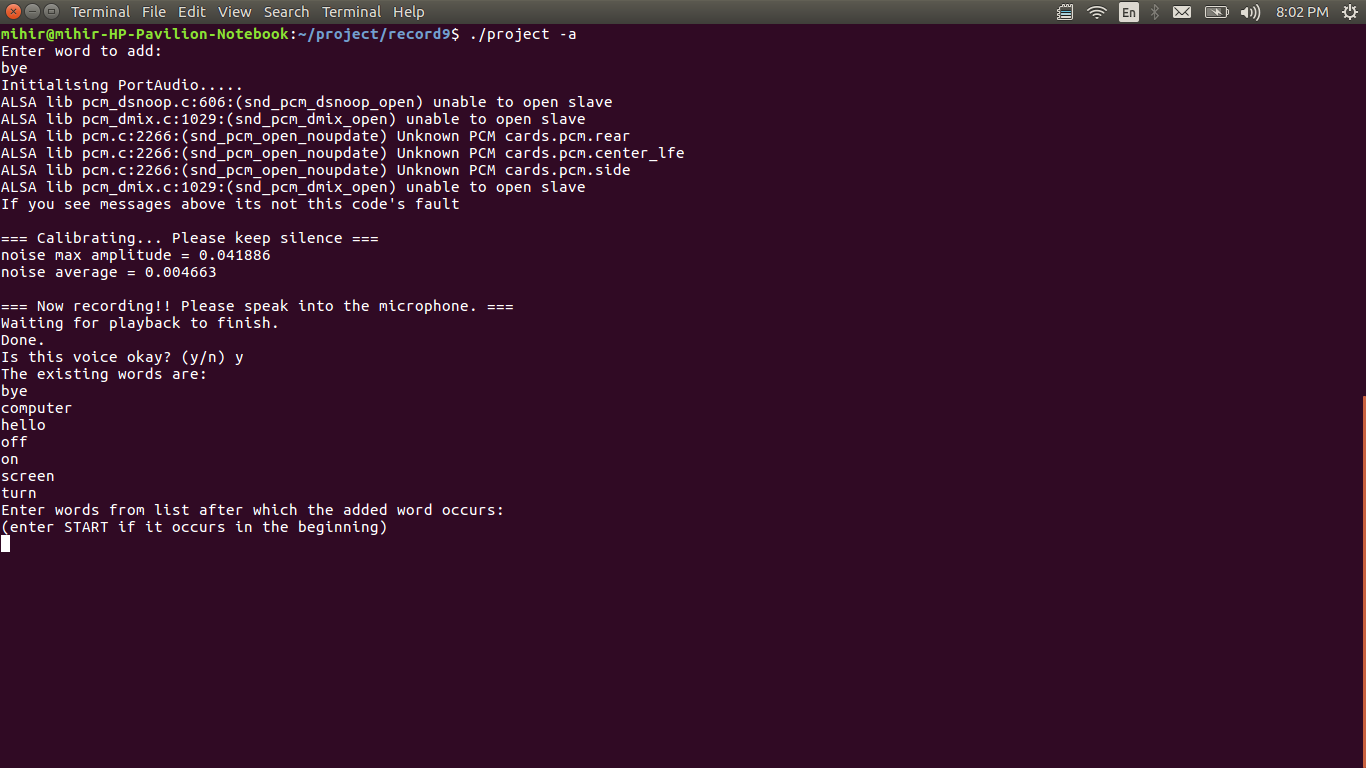 Terminal File Edit View Search Terminal Help En 8:02 PM
mihir@mihir-HP-Pavilion-Notebook:~/project/record9$ ./project -a
Enter word to add:
bye
Initialising PortAudio.....
ALSA lib pcm_dsnoop.c:606:(snd_pcm_dsnoop_open) unable to open slave
ALSA lib pcm_dmix.c:1029:(snd_pcm_dmix_open) unable to open slave
ALSA lib pcm.c:2266:(snd_pcm_open_noupdate) Unknown PCM cards.pcm.rear
ALSA lib pcm.c:2266:(snd_pcm_open_noupdate) Unknown PCM cards.pcm.center_lfe
ALSA lib pcm.c:2266:(snd_pcm_open_noupdate) Unknown PCM cards.pcm.side
ALSA lib pcm_dmix.c:1029:(snd_pcm_dmix_open) unable to open slave
If you see messages above its not this code's fault
=== Calibrating... Please keep silence ===
noise max amplitude = 0.041886
noise average = 0.004663
=== Now recording!! Please speak into the microphone. ===
Waiting for playback to finish.
Done.
Is this voice okay? (y/n) y
The existing words are:
bye
computer
hello
off
on
screen
turn
Enter words from list after which the added word occurs:
(enter START if it occurs in the beginning)